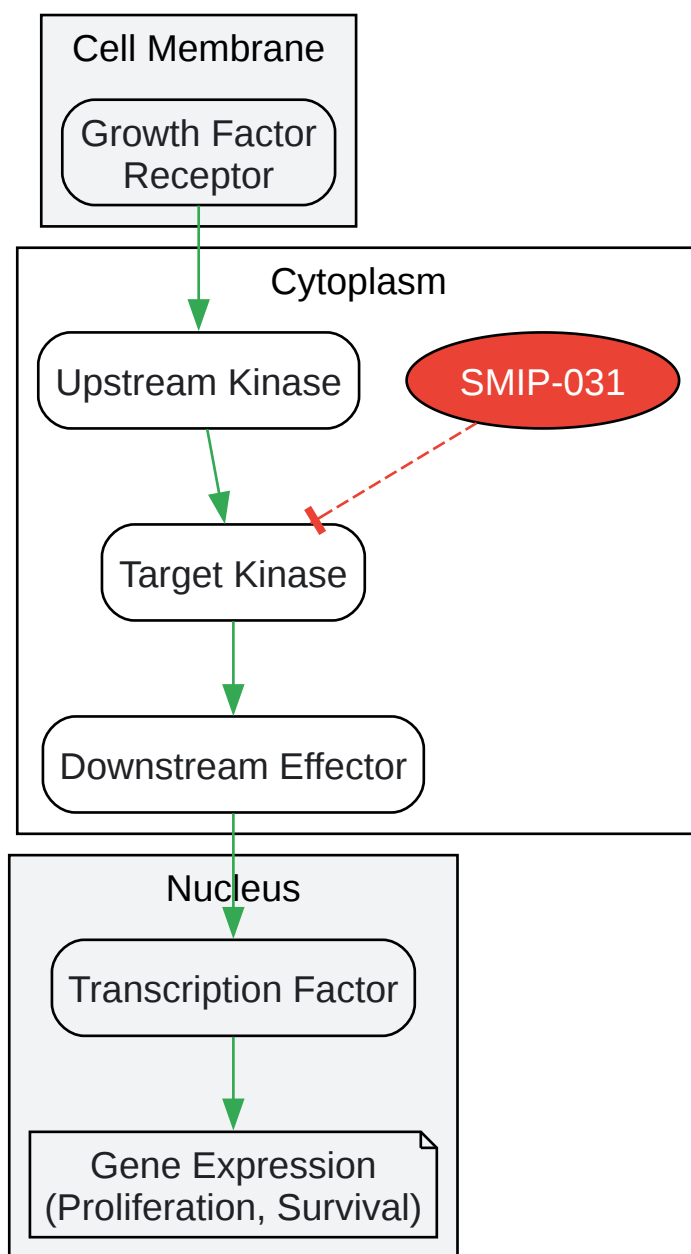 Cell Membrane
Growth Factor
Receptor
Cytoplasm
Upstream Kinase
SMIP-031
Target Kinase
Downstream Effector
Nucleus
Transcription Factor
Gene Expression
(Proliferation, Survival)